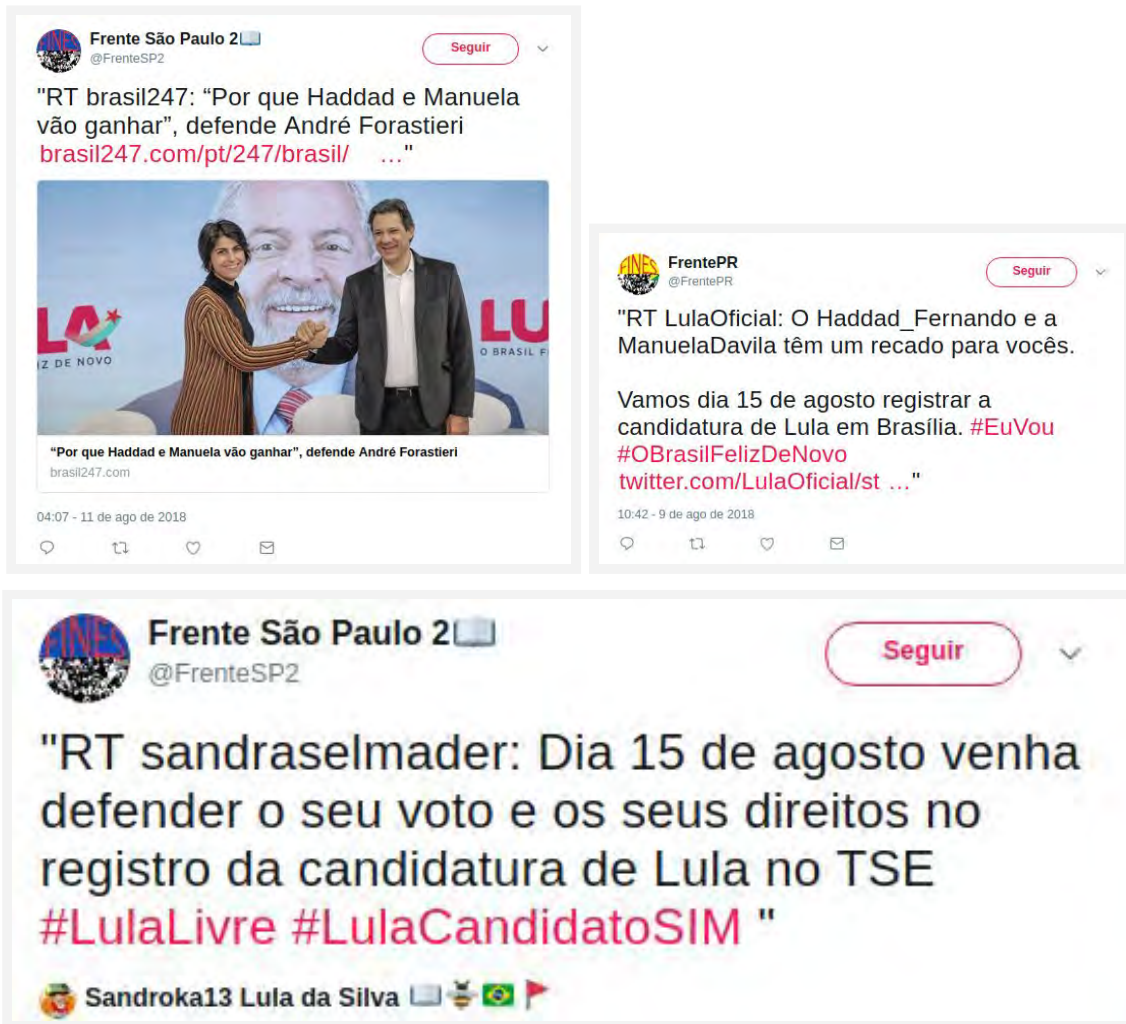 Frente São Paulo 2📖
@FrenteSP2
Seguir
"RT brasil247: “Por que Haddad e Manuela
vão ganhar”, defende André Forastieri
brasil247.com/pt/247/brasil/ …"
LA
IZ DE NOVO
LU
O BRASIL F
“Por que Haddad e Manuela vão ganhar”, defende André Forastieri
brasil247.com
04:07 - 11 de ago de 2018
FINES
FrentePR
@FrentePR
Seguir
"RT LulaOficial: O Haddad_Fernando e a
ManuelaDavila têm um recado para vocês.
Vamos dia 15 de agosto registrar a
candidatura de Lula em Brasília. #EuVou
#OBrasilFelizDeNovo
twitter.com/LulaOficial/st …"
10:42 - 9 de ago de 2018
FINES
Frente São Paulo 2📖
@FrenteSP2
Seguir
"RT sandraselmader: Dia 15 de agosto venha
defender o seu voto e os seus direitos no
registro da candidatura de Lula no TSE
#LulaLivre #LulaCandidatoSIM "
Sandroka13 Lula da Silva 📖🐝🇧🇷🚩